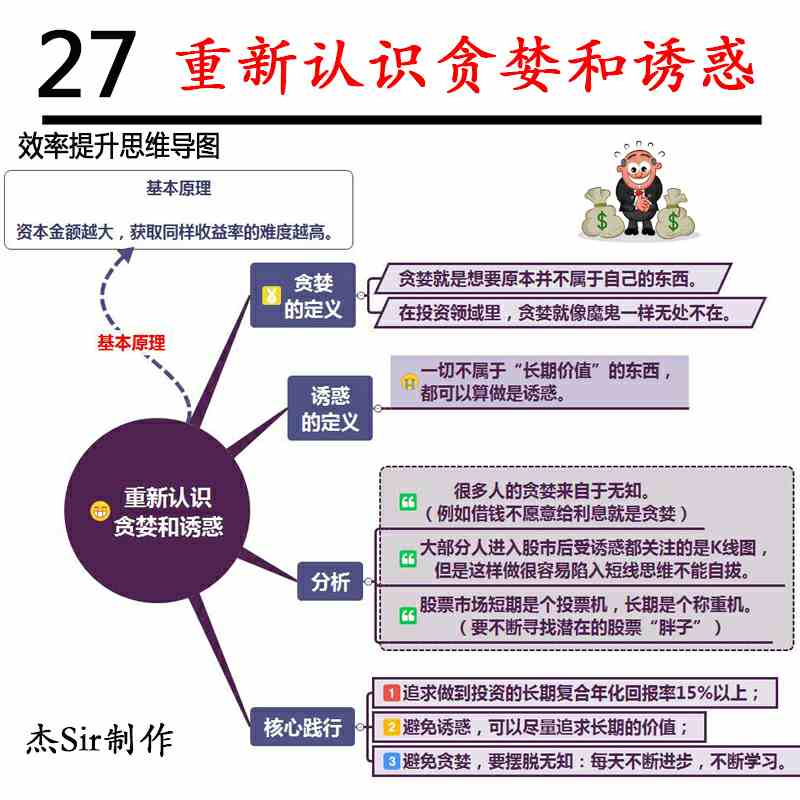 27 重新认识贪婪和诱惑
效率提升思维导图
基本原理
资本金额越大，获取同样收益率的难度越高。
基本原理
$ $
贪婪
的定义
贪婪就是想要原本并不属于自己的东西。
在投资领域里，贪婪就像魔鬼一样无处不在。
诱惑
的定义
一切不属于“长期价值”的东西，
都可以算做是诱惑。
重新认识
贪婪和诱惑
分析
很多人的贪婪来自于无知。
（例如借钱不愿意给利息就是贪婪）
大部分人进入股市后受诱惑都关注的是K线图，
但是这样做很容易陷入短线思维不能自拔。
股票市场短期是个投票机，长期是个称重机。
（要不断寻找潜在的股票“胖子”）
核心践行
1 追求做到投资的长期复合年化回报率15%以上；
2 避免诱惑，可以尽量追求长期的价值；
3 避免贪婪，要摆脱无知：每天不断进步，不断学习。
杰Sir制作